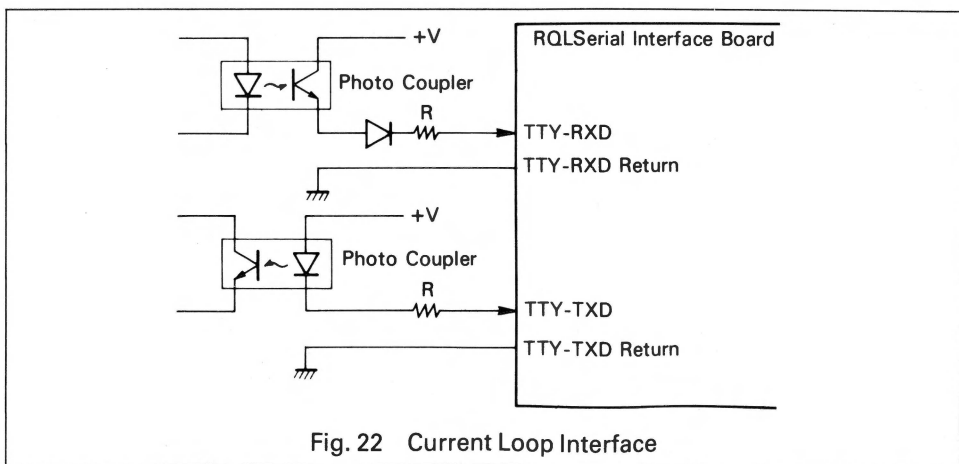 +V
RQLSerial Interface Board
Photo Coupler
R
TTY-RXD
TTY-RXD Return
+V
Photo Coupler
R
TTY-TXD
TTY-TXD Return
Fig. 22 Current Loop Interface